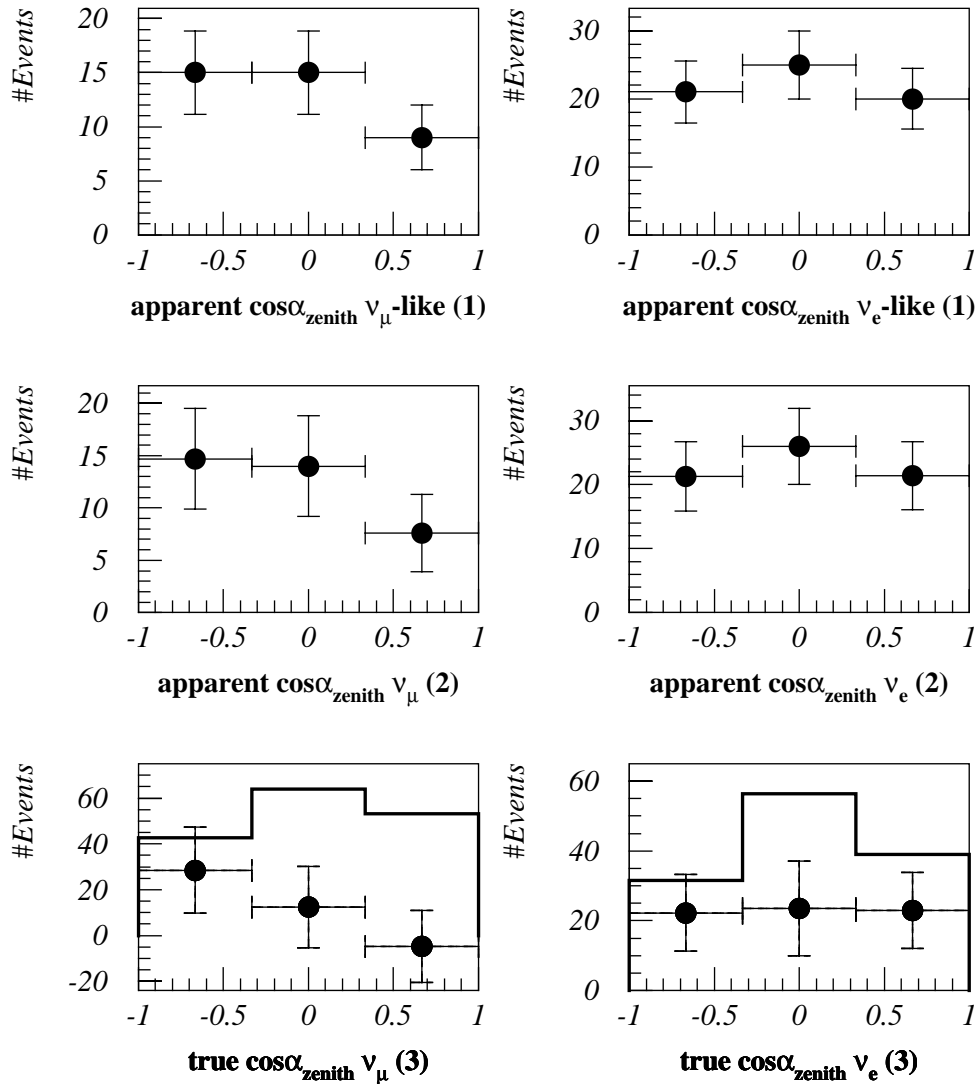 #Events
20
15
10
5
0
-1 -0.5 0 0.5 1
apparent cosα_zenith ν_μ-like (1)
#Events
30
20
10
0
-1 -0.5 0 0.5 1
apparent cosα_zenith ν_e-like (1)
#Events
20
15
10
5
0
-1 -0.5 0 0.5 1
apparent cosα_zenith ν_μ (2)
#Events
30
20
10
0
-1 -0.5 0 0.5 1
apparent cosα_zenith ν_e (2)
#Events
60
40
20
0
-20
-1 -0.5 0 0.5 1
true cosα_zenith ν_μ (3)
#Events
60
40
20
0
-1 -0.5 0 0.5 1
true cosα_zenith ν_e (3)